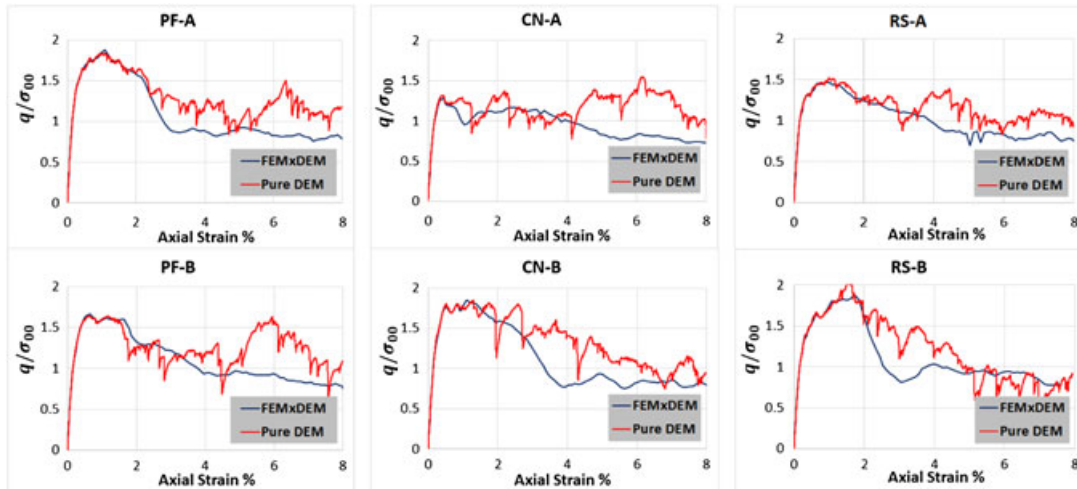 PF-A
2
1.5
1
0.5
0
q/σ₀₀
FEMxDEM
Pure DEM
0 2 4 6 8
Axial Strain %
CN-A
2
1.5
1
0.5
0
q/σ₀₀
FEMxDEM
Pure DEM
0 2 4 6 8
Axial Strain %
RS-A
2
1.5
1
0.5
0
q/σ₀₀
FEMxDEM
Pure DEM
0 2 4 6 8
Axial Strain %
PF-B
2
1.5
1
0.5
0
q/σ₀₀
FEMxDEM
Pure DEM
0 2 4 6 8
Axial Strain %
CN-B
2
1.5
1
0.5
0
q/σ₀₀
FEMxDEM
Pure DEM
0 2 4 6 8
Axial Strain %
RS-B
2
1.5
1
0.5
0
q/σ₀₀
FEMxDEM
Pure DEM
0 2 4 6 8
Axial Strain %